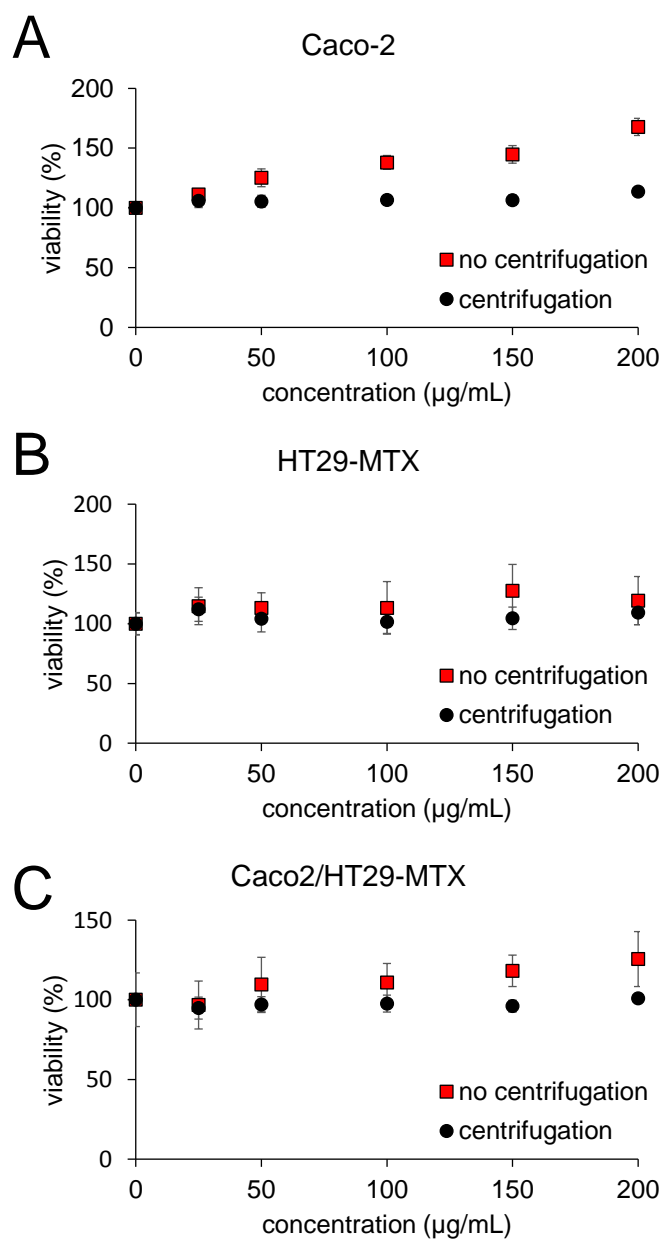 A
Caco-2
200
150
100
50
0
viability (%)
no centrifugation
centrifugation
0 50 100 150 200
concentration (µg/mL)
B
HT29-MTX
200
150
100
50
0
viability (%)
no centrifugation
centrifugation
0 50 100 150 200
concentration (µg/mL)
C
Caco2/HT29-MTX
150
100
50
0
viability (%)
no centrifugation
centrifugation
0 50 100 150 200
concentration (µg/mL)